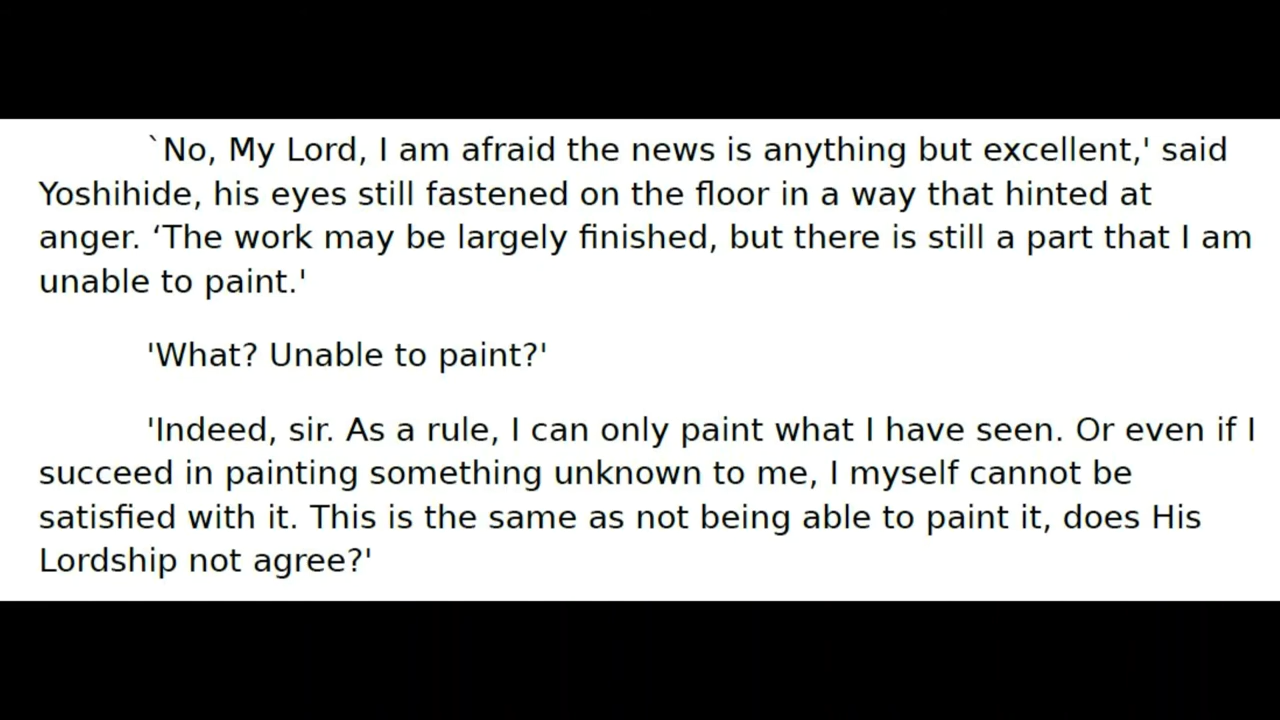 `No, My Lord, I am afraid the news is anything but excellent,' said
Yoshihide, his eyes still fastened on the floor in a way that hinted at
anger. ‘The work may be largely finished, but there is still a part that I am
unable to paint.'
'What? Unable to paint?'
'Indeed, sir. As a rule, I can only paint what I have seen. Or even if I
succeed in painting something unknown to me, I myself cannot be
satisfied with it. This is the same as not being able to paint it, does His
Lordship not agree?'